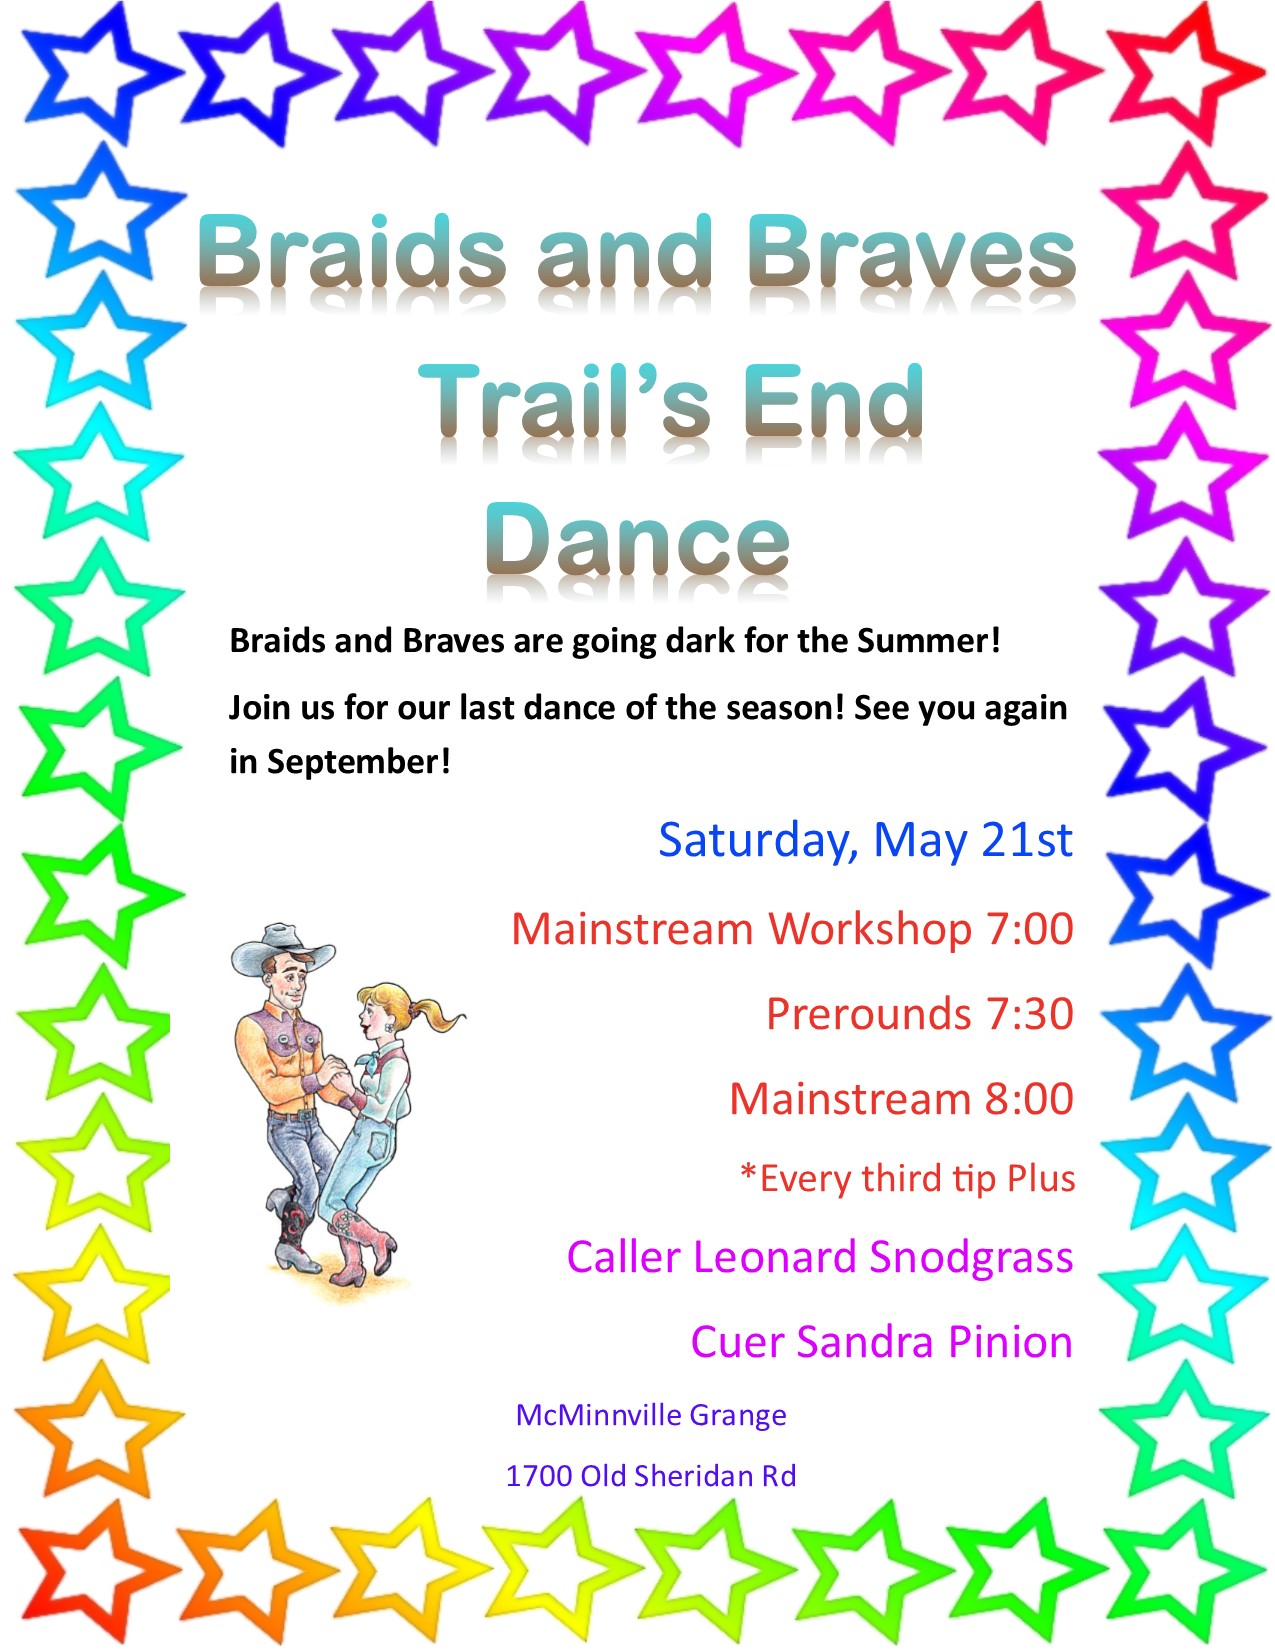 Braids and Braves
Trail’s End
Dance
Braids and Braves are going dark for the Summer!
Join us for our last dance of the season! See you again
in September!
Saturday, May 21st
Mainstream Workshop 7:00
Prerounds 7:30
Mainstream 8:00
*Every third tip Plus
Caller Leonard Snodgrass
Cuer Sandra Pinion
McMinnville Grange
1700 Old Sheridan Rd